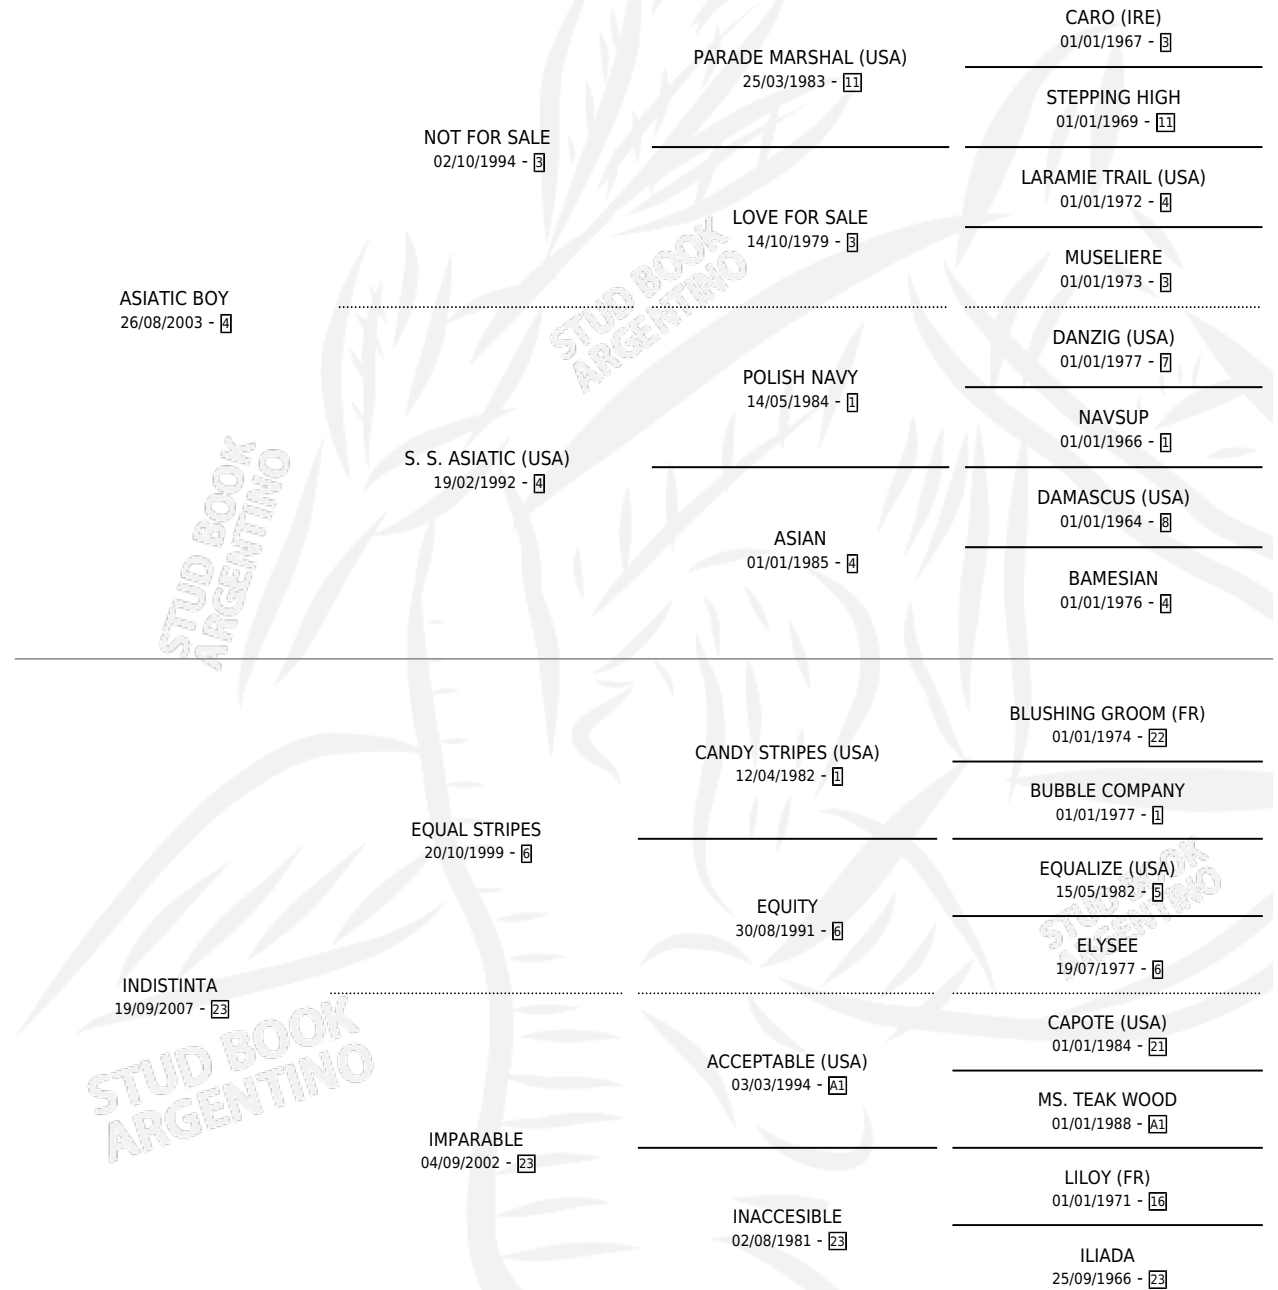 CARO (IRE)
01/01/1967 - 3
PARADE MARSHAL (USA)
25/03/1983 - 11
STEPPING HIGH
01/01/1969 - 11
NOT FOR SALE
02/10/1994 - 3
LARAMIE TRAIL (USA)
01/01/1972 - 4
LOVE FOR SALE
14/10/1979 - 3
MUSELIERE
01/01/1973 - 3
ASIATIC BOY
26/08/2003 - 4
STUD BOOK
ARGENTINO
DANZIG (USA)
01/01/1977 - 7
POLISH NAVY
14/05/1984 - 1
NAVSUP
01/01/1966 - 1
S. S. ASIATIC (USA)
19/02/1992 - 4
DAMASCUS (USA)
01/01/1964 - 8
ASIAN
01/01/1985 - 4
BAMESIAN
01/01/1976 - 4
STUD BOOK
ARGENTINO
BLUSHING GROOM (FR)
01/01/1974 - 22
CANDY STRIPES (USA)
12/04/1982 - 1
BUBBLE COMPANY
01/01/1977 - 1
EQUAL STRIPES
20/10/1999 - 6
EQUALIZE (USA)
15/05/1982 - 5
EQUITY
30/08/1991 - 6
STUD BOOK
ARGENTINO
ELYSEE
19/07/1977 - 6
INDISTINTA
19/09/2007 - 23
CAPOTE (USA)
01/01/1984 - 21
ACCEPTABLE (USA)
03/03/1994 - A1
MS. TEAK WOOD
01/01/1988 - A1
STUD BOOK
ARGENTINO
IMPARABLE
04/09/2002 - 23
LILOY (FR)
01/01/1971 - 16
INACCESIBLE
02/08/1981 - 23
ILIADA
25/09/1966 - 23